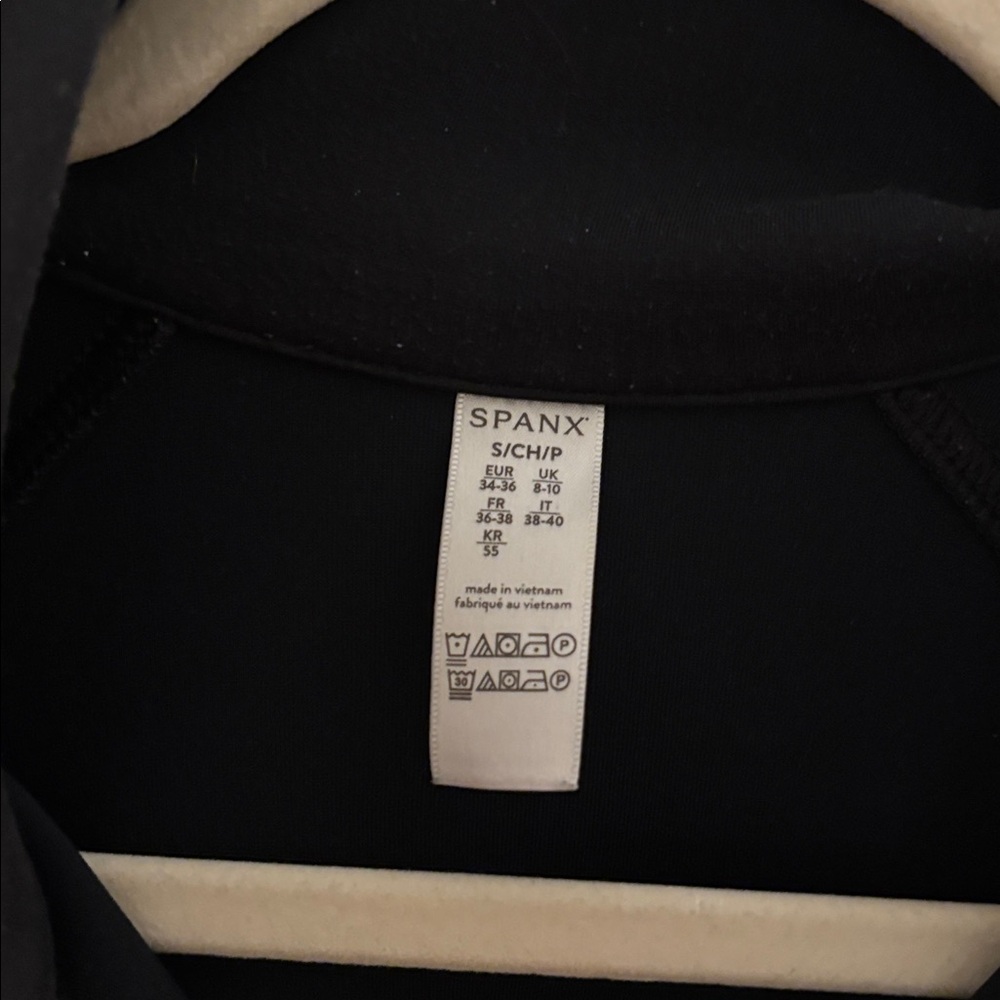 SPANX
S/CH/P
EUR UK
34-36 8-10
FR IT
36-38 38-40
KR
55
made in vietnam
fabriqué au vietnam
P
30 P